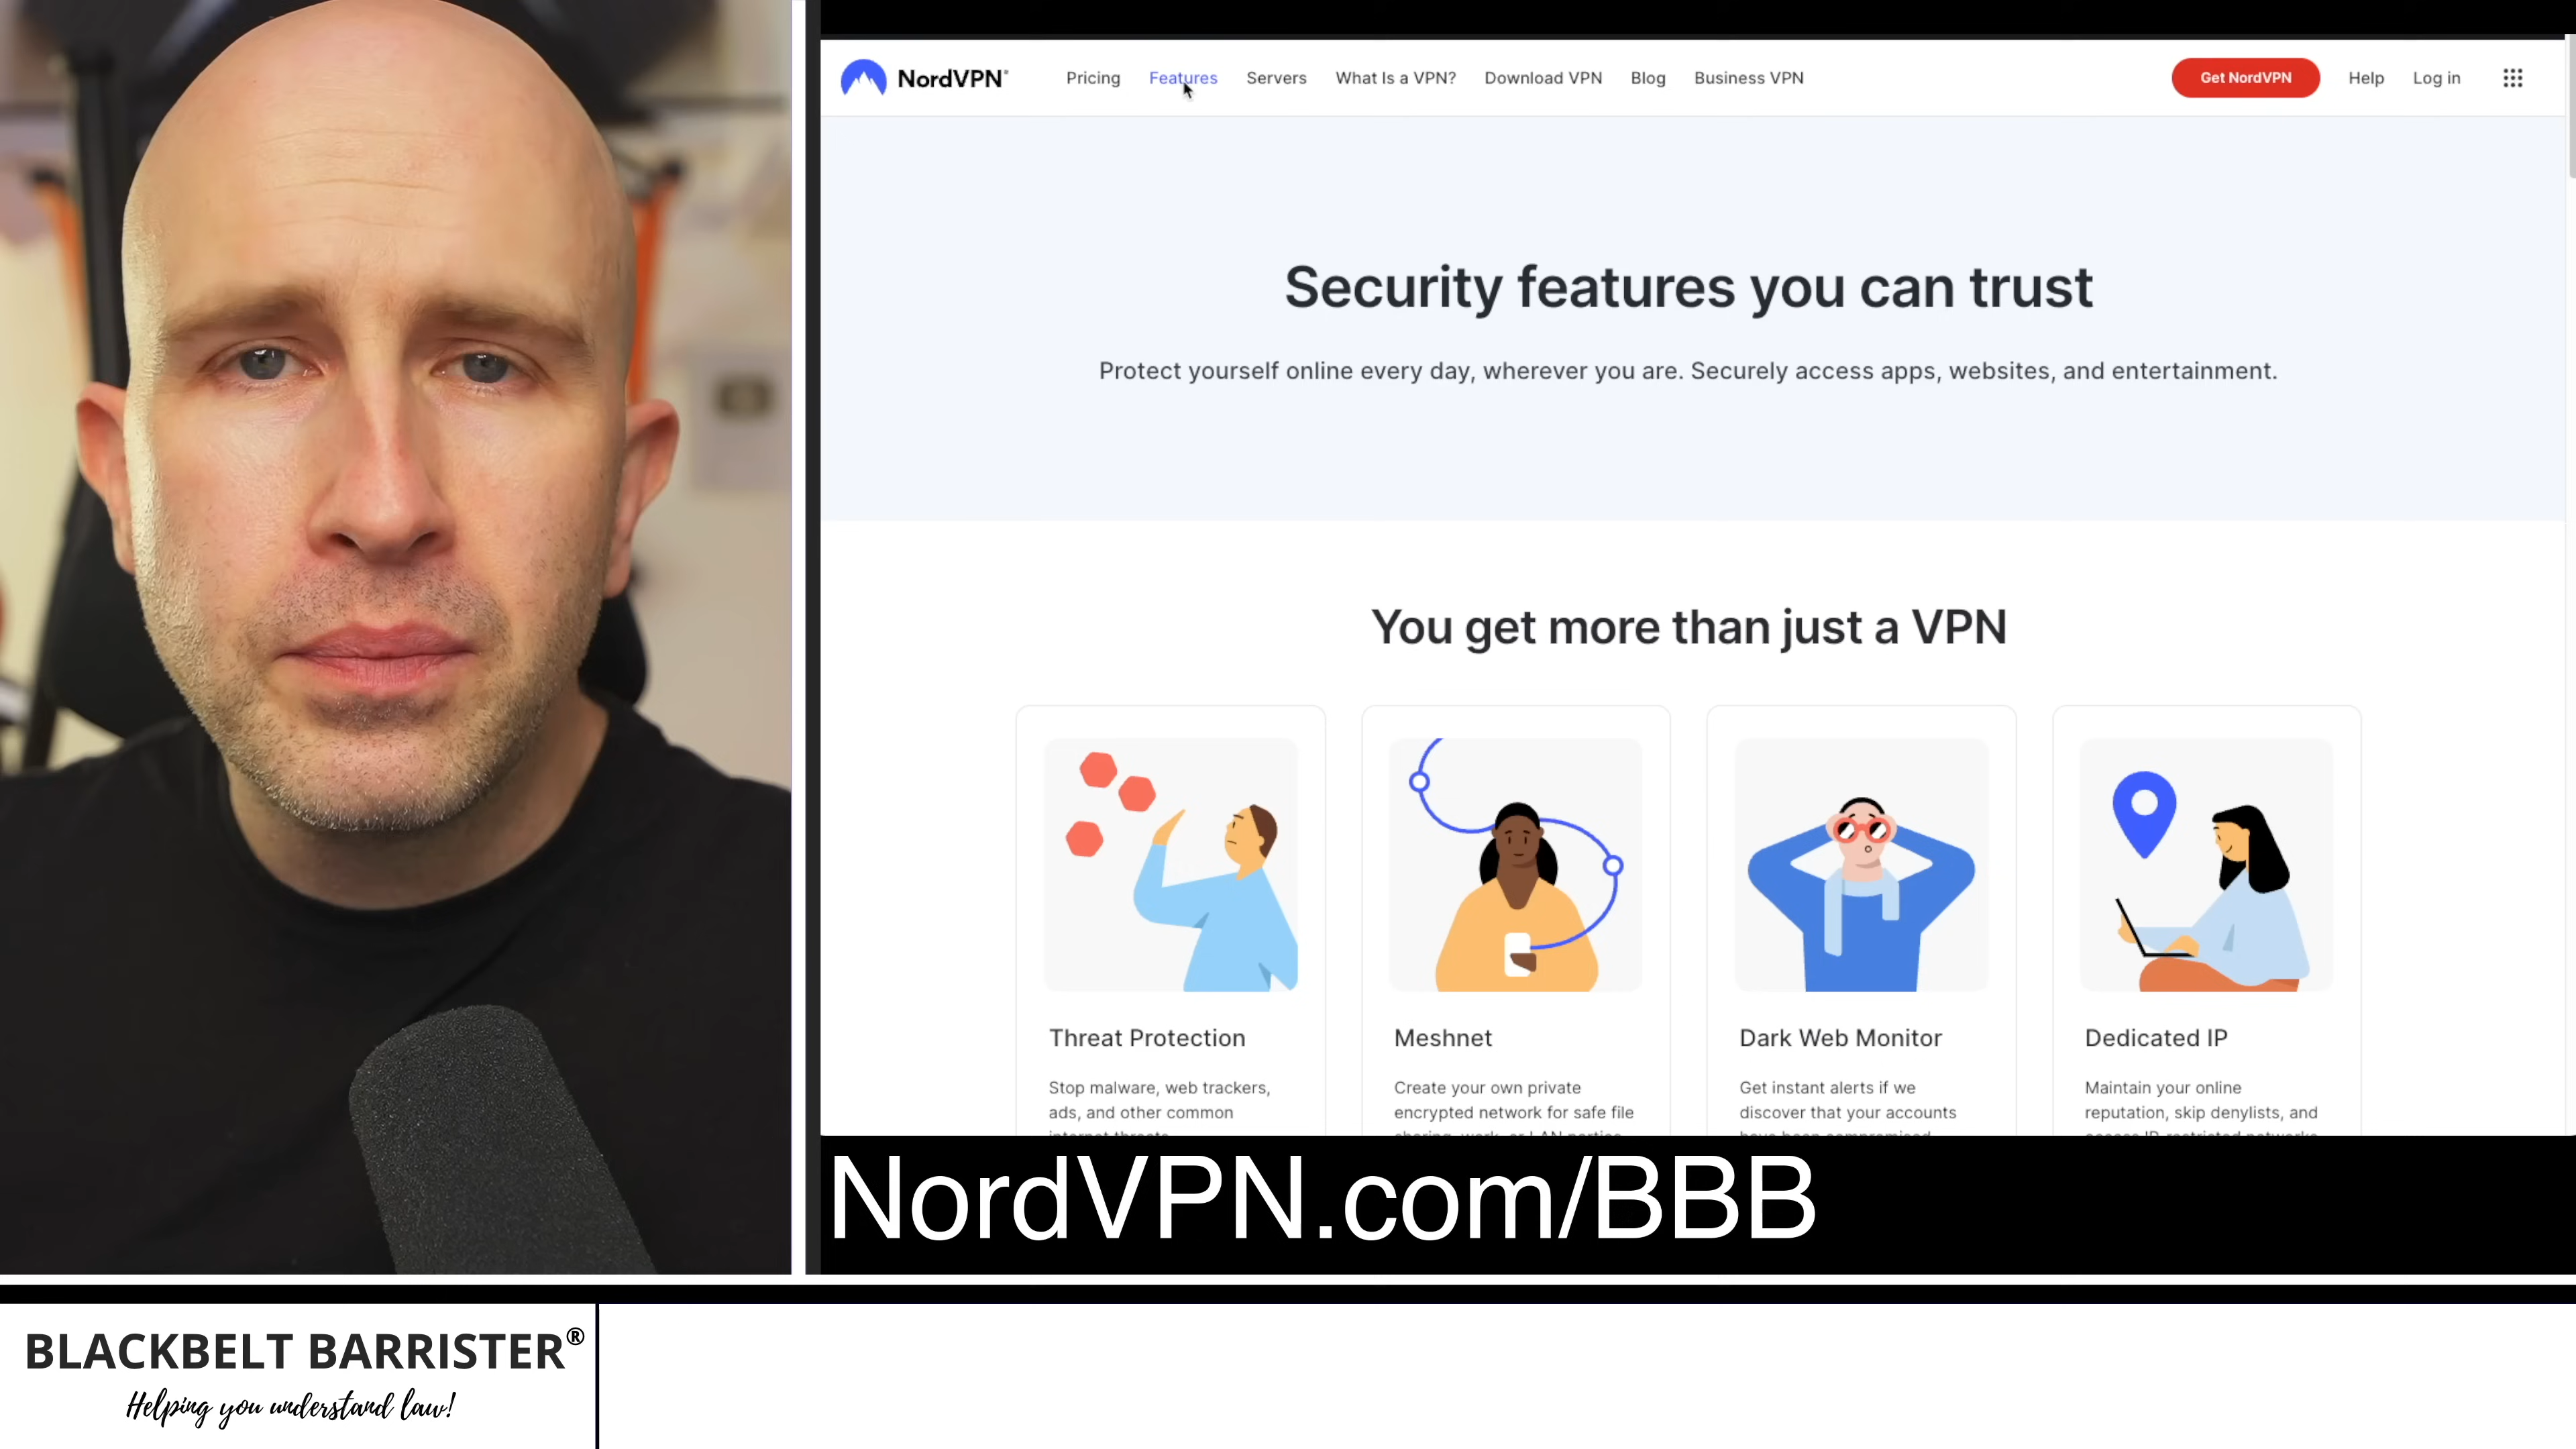 NordVPN®
Pricing
Features
Servers
What Is a VPN?
Download VPN
Blog
Business VPN
Get NordVPN
Help
Log in
Security features you can trust
Protect yourself online every day, wherever you are. Securely access apps, websites, and entertainment.
You get more than just a VPN
Threat Protection
Stop malware, web trackers,
ads, and other common
Meshnet
Create your own private
encrypted network for safe file
Dark Web Monitor
Get instant alerts if we
discover that your accounts
Dedicated IP
Maintain your online
reputation, skip denylists, and
NordVPN.com/BBB
BLACKBELT BARRISTER®
Helping you understand law!